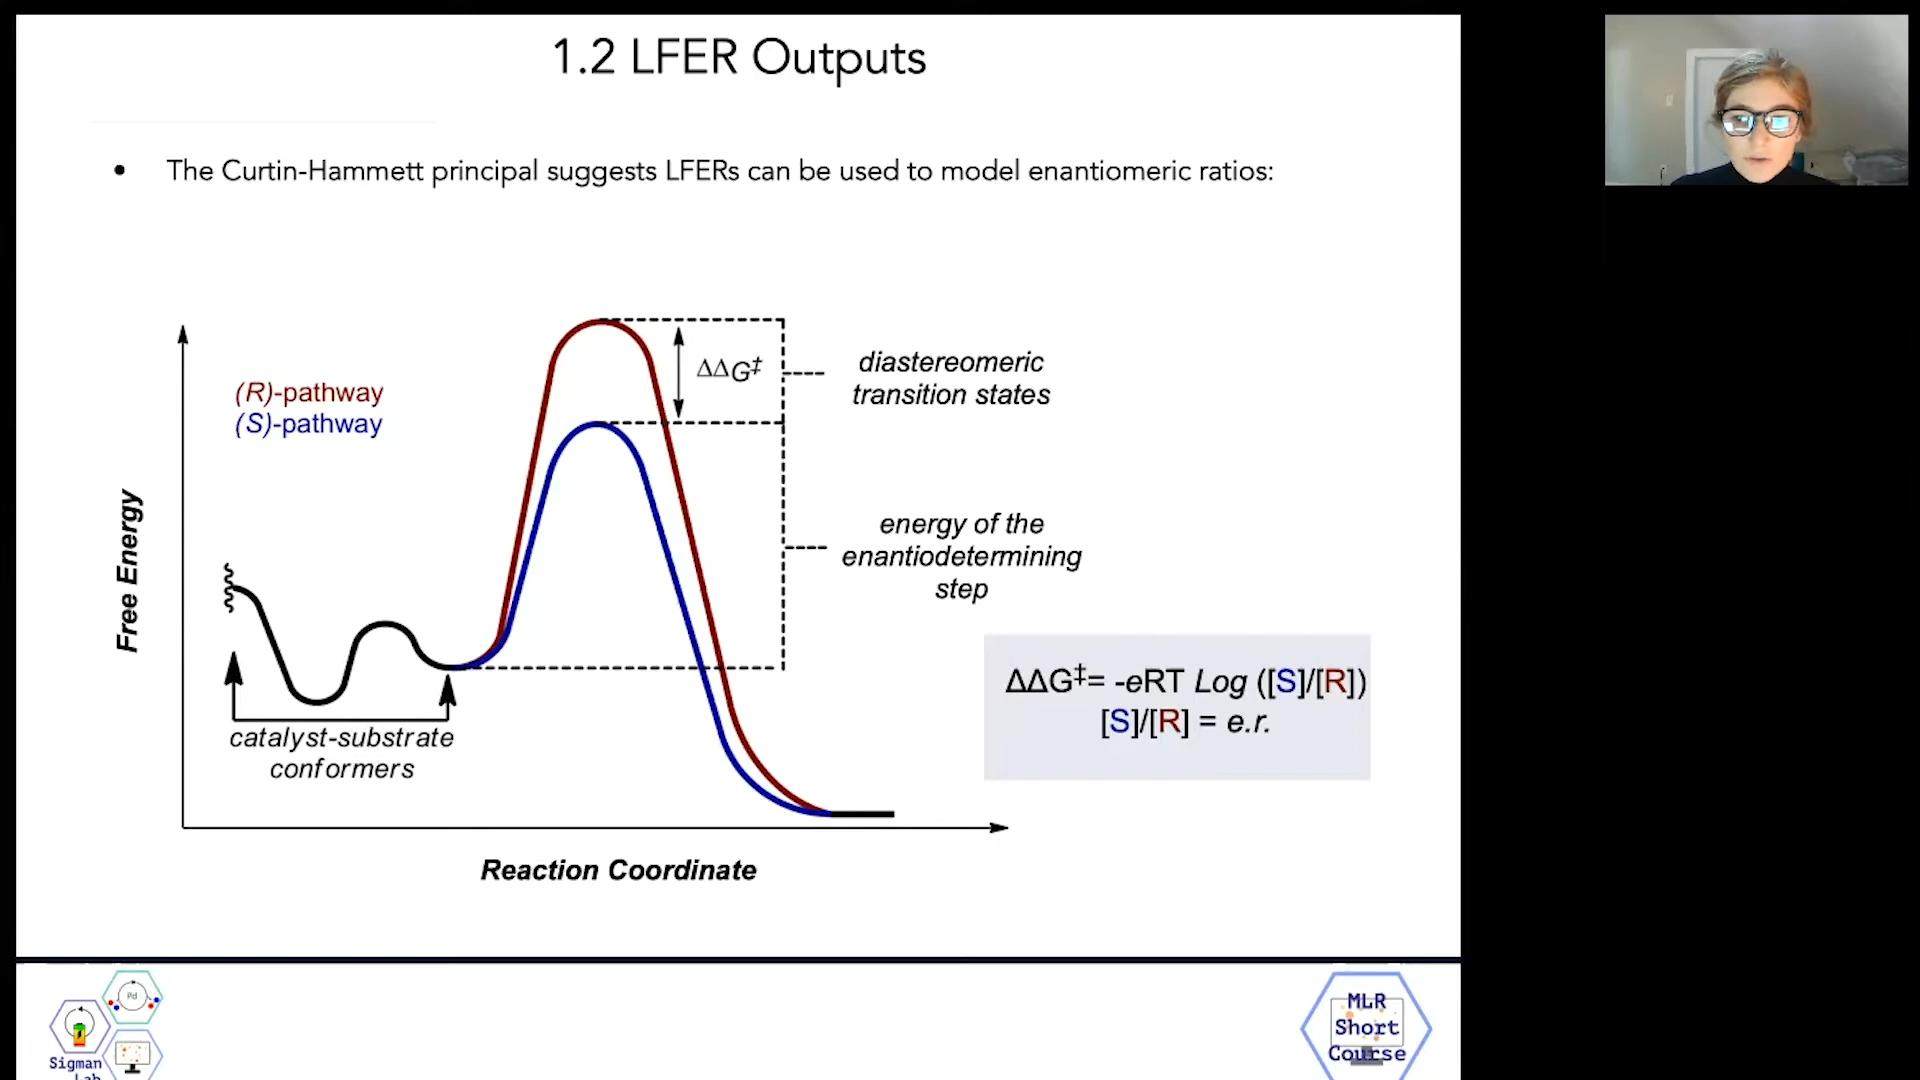 1.2 LFER Outputs
• The Curtin-Hammett principal suggests LFERs can be used to model enantiomeric ratios:
(R)-pathway
(S)-pathway
ΔΔG‡
diastereomeric
transition states
energy of the
enantiodetermining
step
Free Energy
catalyst-substrate
conformers
ΔΔG‡= -eRT Log ([S]/[R])
[S]/[R] = e.r.
Reaction Coordinate
Pd
Sigman
Lab
MLR
Short
Course